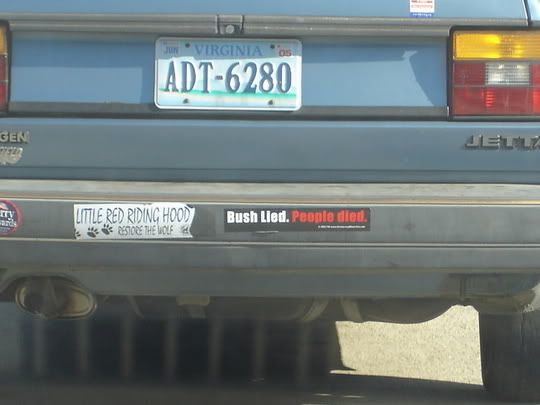 JUN VIRGINIA 05
ADT-6280
GEN JETTA
LITTLE RED RIDING HOOD
RESTORE THE WOLF
Bush Lied. People died.